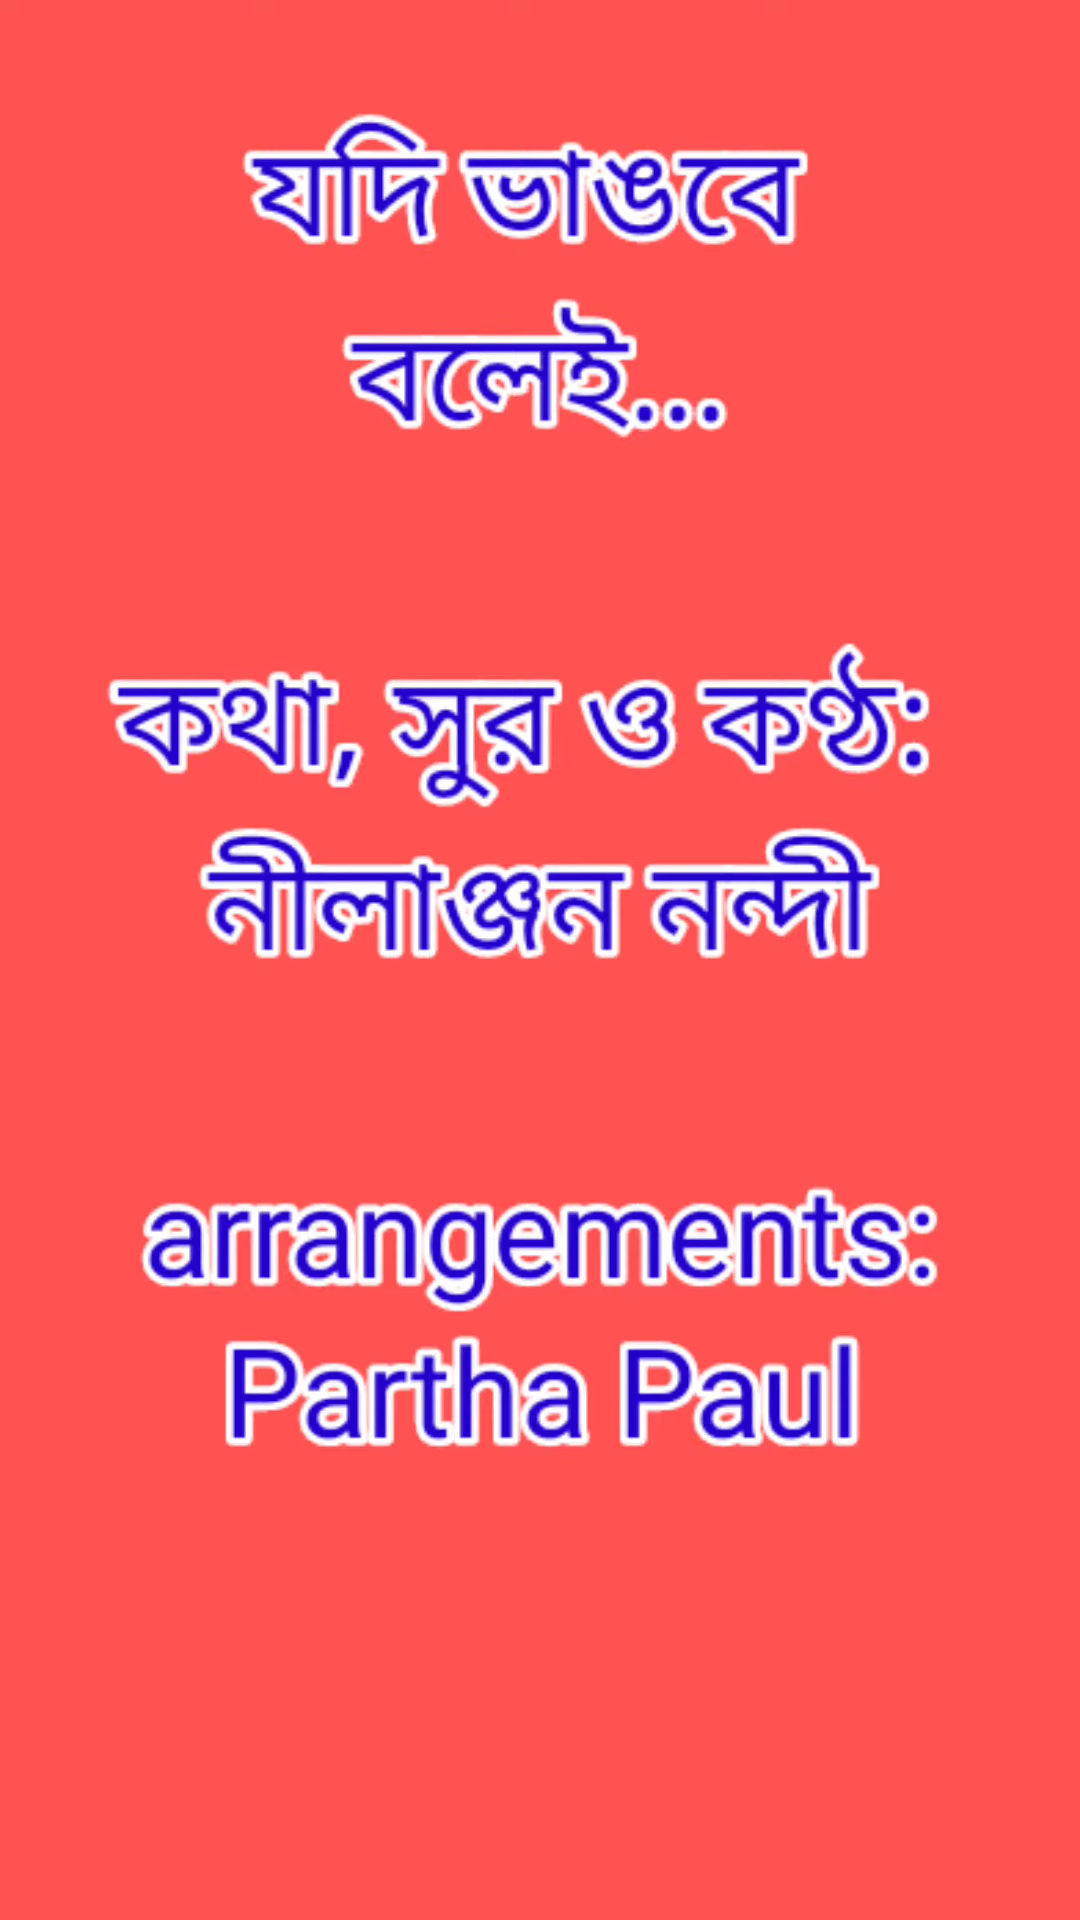 যদি ভাঙবে
বলেই...
কথা, সুর ও কণ্ঠ:
নীলাঞ্জন নন্দী
arrangements:
Partha Paul